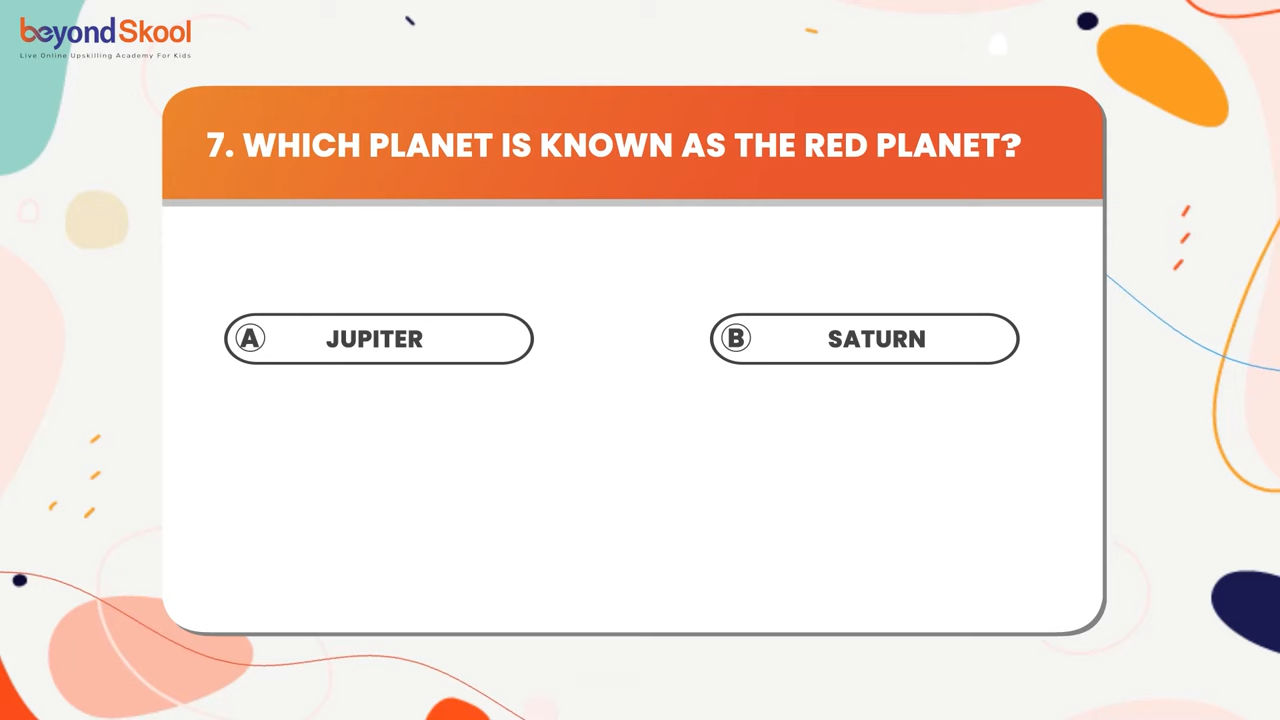 beyondSkool
Live Online Upskilling Academy For Kids
7. WHICH PLANET IS KNOWN AS THE RED PLANET?
A JUPITER
B SATURN